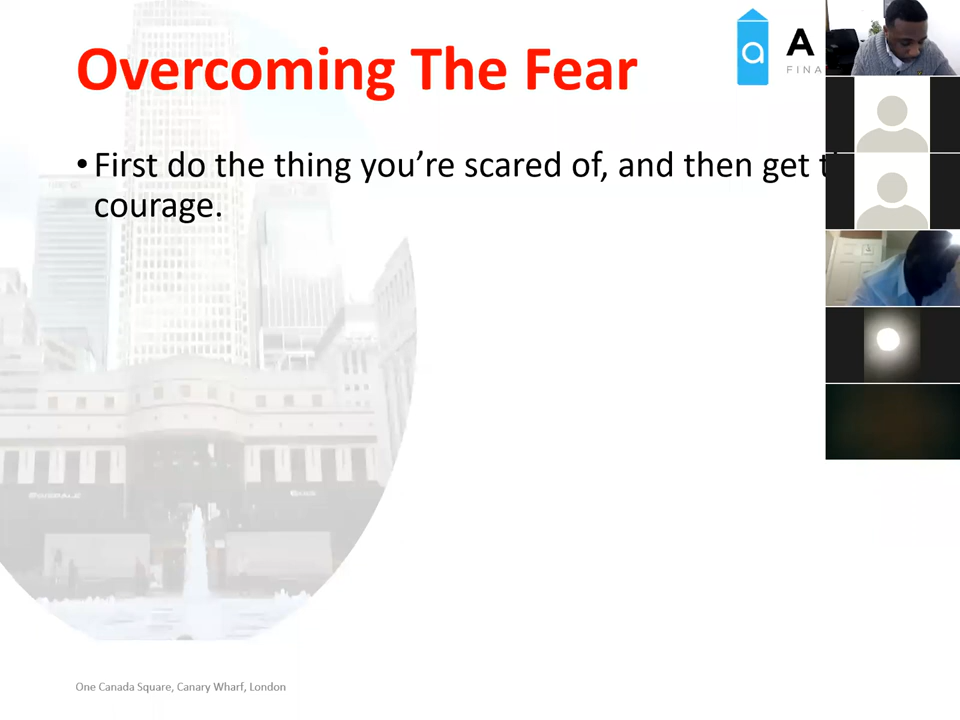 Overcoming The Fear
A
FINA
• First do the thing you’re scared of, and then get
courage.
One Canada Square, Canary Wharf, London